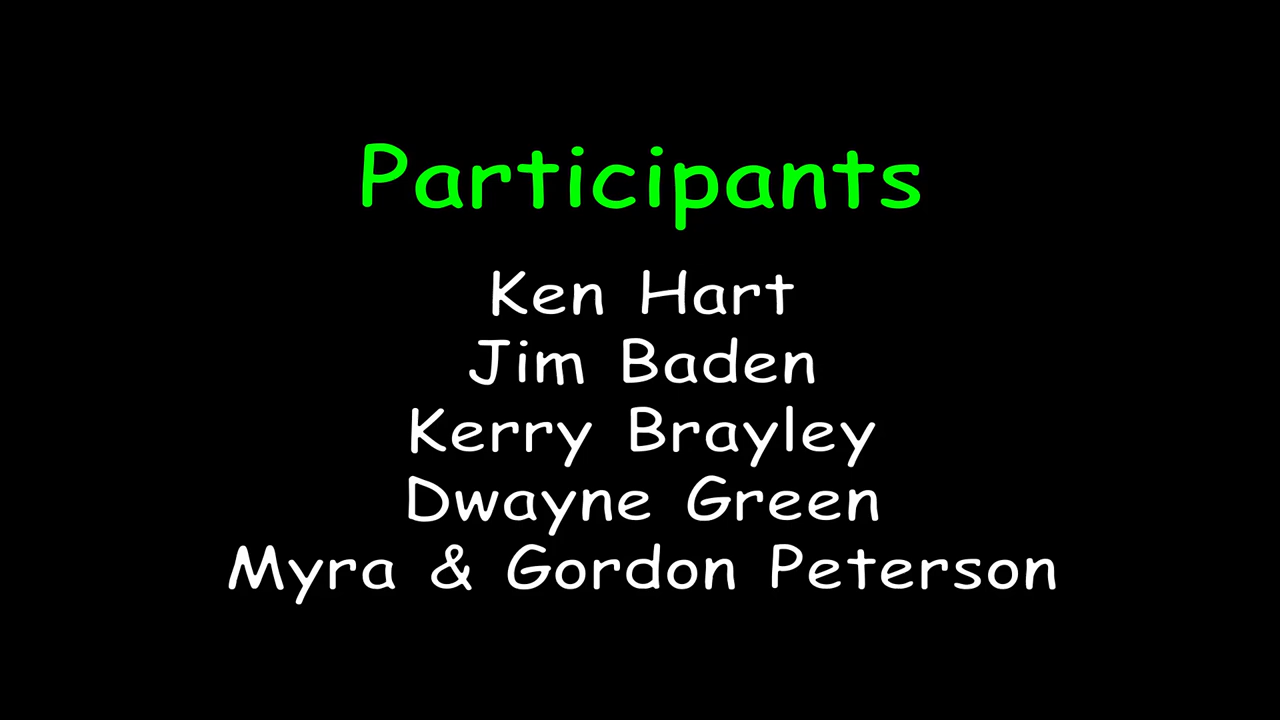 Participants
Ken Hart
Jim Baden
Kerry Brayley
Dwayne Green
Myra & Gordon Peterson